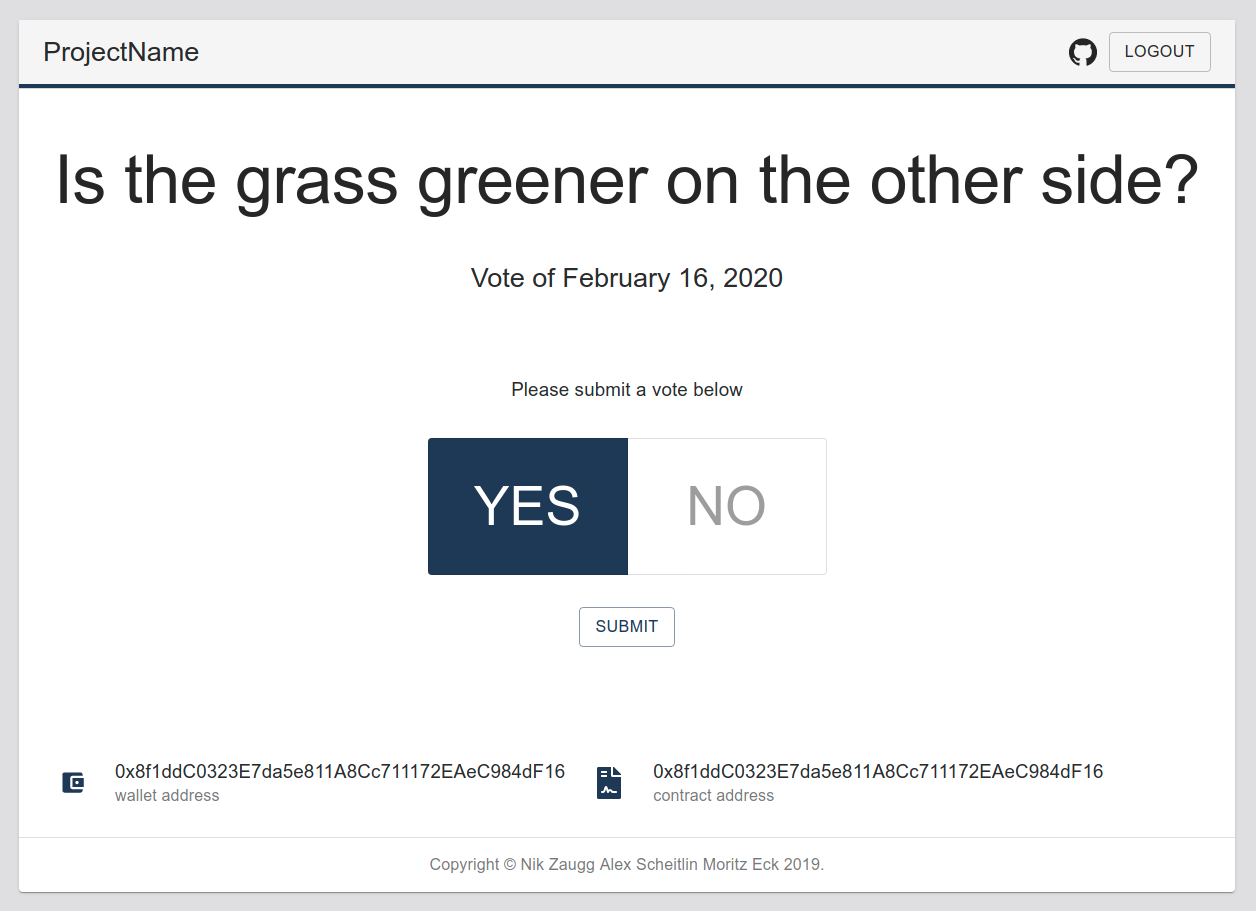 ProjectName
LOGOUT
Is the grass greener on the other side?
Vote of February 16, 2020
Please submit a vote below
YES
NO
SUBMIT
0x8f1ddC0323E7da5e811A8Cc711172EAeC984dF16
wallet address
0x8f1ddC0323E7da5e811A8Cc711172EAeC984dF16
contract address
Copyright © Nik Zaugg Alex Scheitlin Moritz Eck 2019.